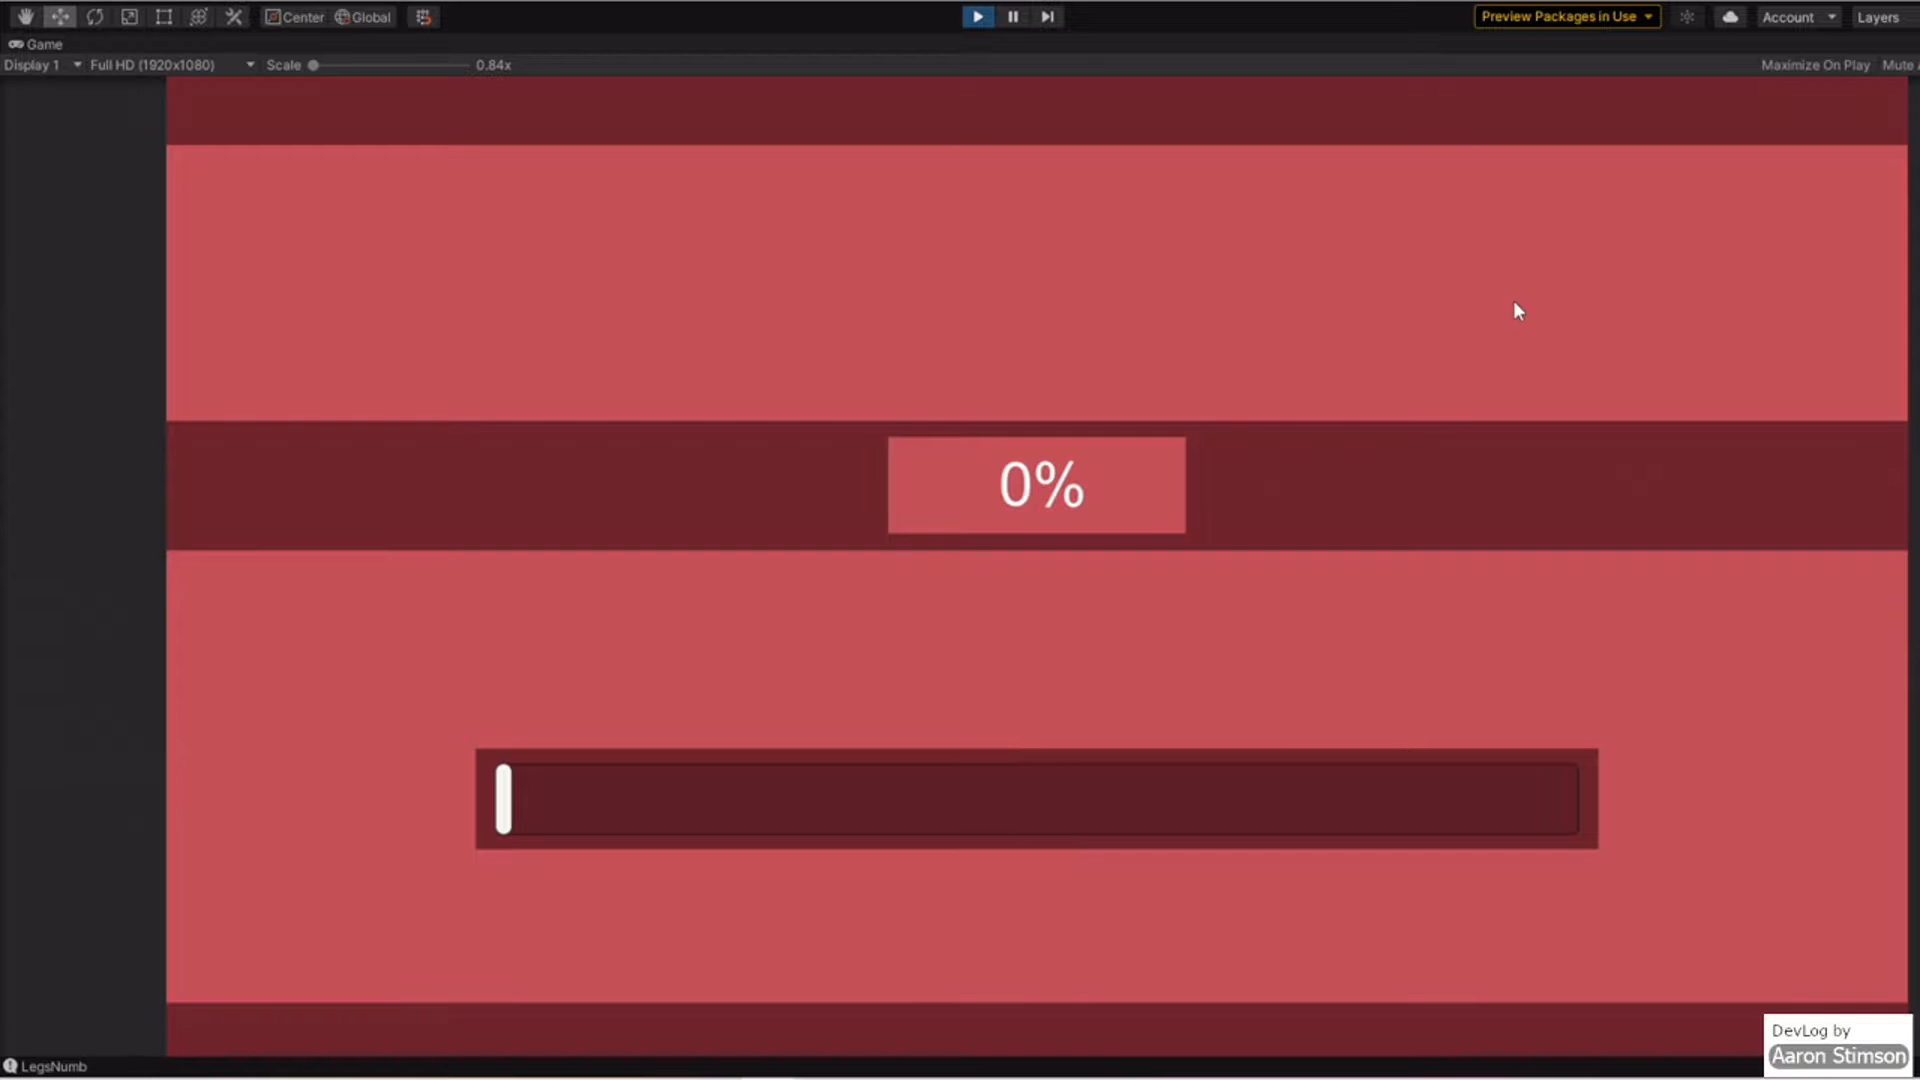 Center Global Preview Packages in Use Account Layers
Game
Display 1 Full HD (1920x1080) Scale 0.84x Maximize On Play Mute
0%
DevLog by
Aaron Stimson
LegsNumb